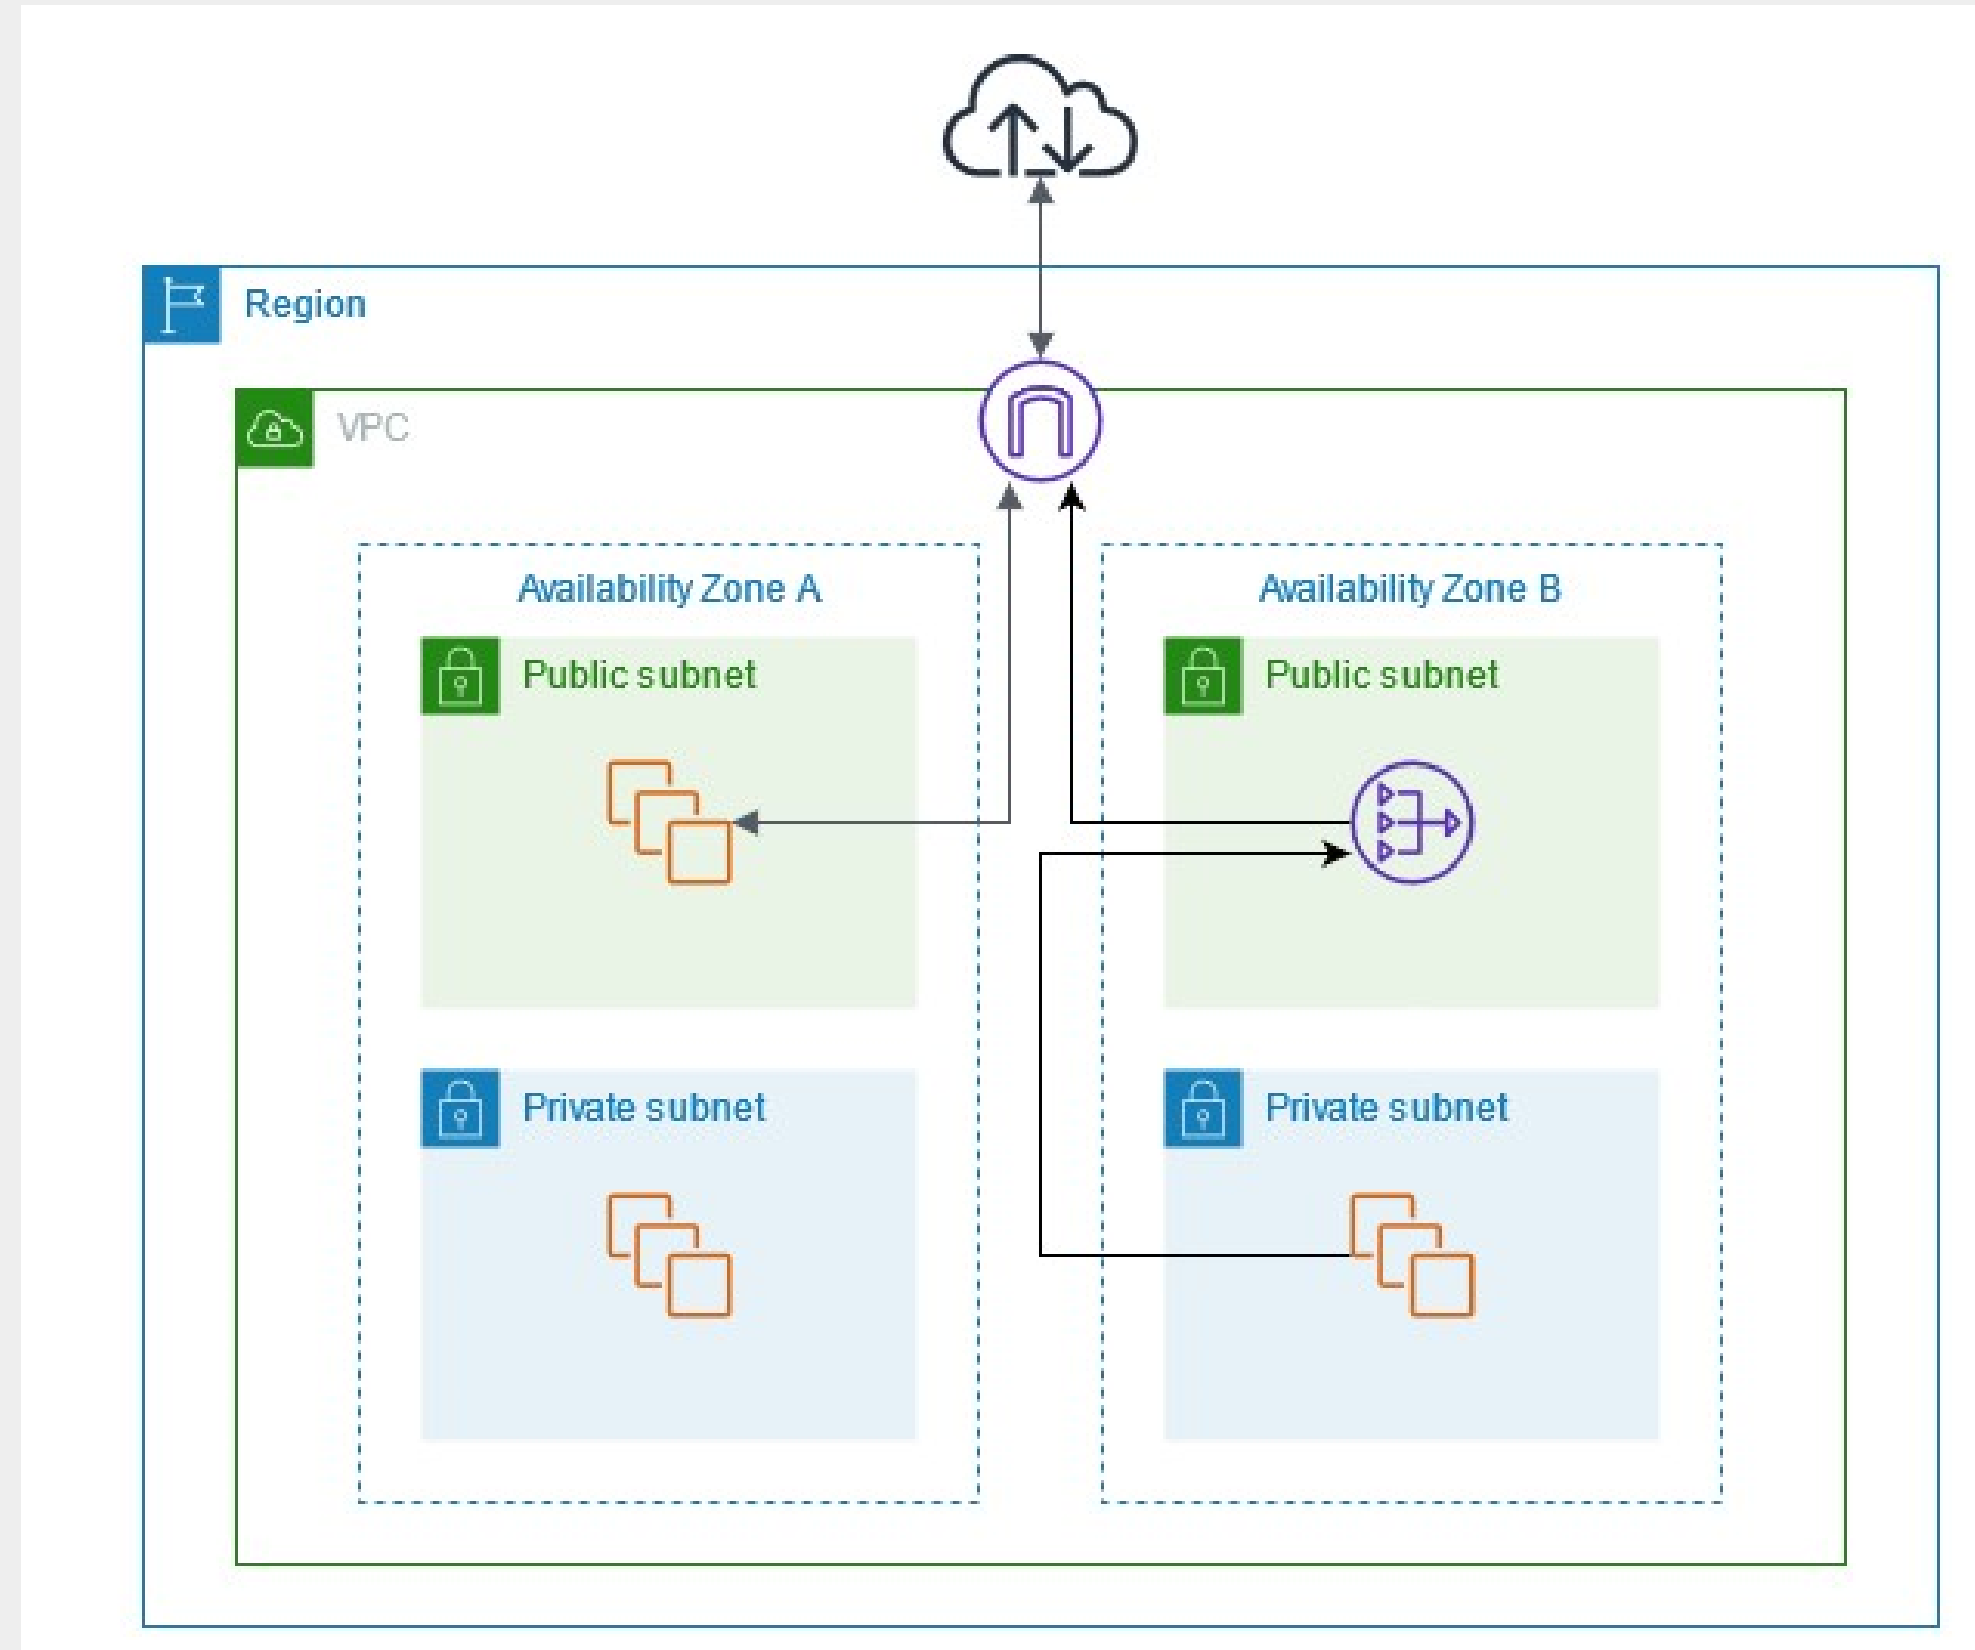 Region
VPC
Availability Zone A
Availability Zone B
Public subnet
Public subnet
Private subnet
Private subnet